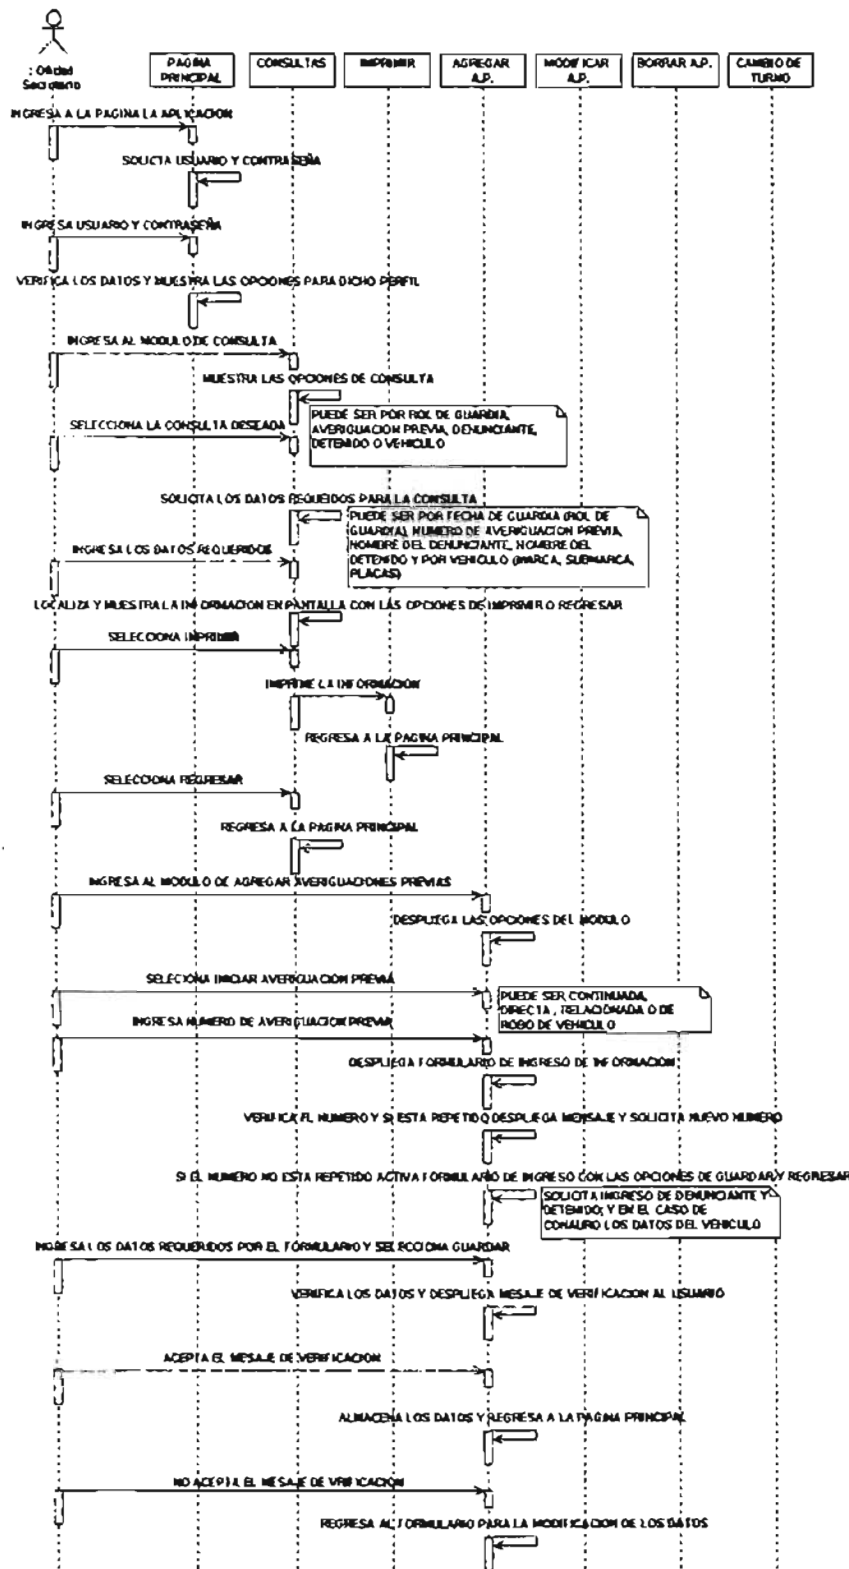 : Oficial
Secretario
PAGINA
PRINCIPAL
CONSULTAS
IMPRIMIR
AGREGAR
A.P.
MODIFICAR
A.P.
BORRAR A.P.
CAMBIO DE
TURNO
INGRESA A LA PAGINA LA APLICACION
SOLICTA USUARIO Y CONTRASEÑA
INGRESA USUARIO Y CONTRASEÑA
VERIFICA LOS DATOS Y MUESTRA LAS OPCIONES PARA DICHO PERFIL
INGRESA AL MODULO DE CONSULTA
MUESTRA LAS OPCIONES DE CONSULTA
PUEDE SER POR ROL DE GUARDIA,
AVERIGUACION PREVIA, DENUNCIANTE,
DETENIDO O VEHICULO
SELECCIONA LA CONSULTA DESEADA
SOLICITA LOS DATOS REQUEIDOS PARA LA CONSULTA
PUEDE SER POR FECHA DE GUARDIA (ROL DE
GUARDIA), NUMERO DE AVERIGUACION PREVIA,
NOMBRE DEL DENUNCIANTE, NOMBRE DEL
DETENIDO Y POR VEHICULO (MARCA, SUBMARCA,
PLACAS)
INGRESA LOS DATOS REQUERIDOS
LOCALIZA Y MUESTRA LA INFORMACION EN PANTALLA CON LAS OPCIONES DE IMPRIMIR O REGRESAR
SELECCIONA IMPRIMIR
IMPRIME LA INFORMACION
REGRESA A LA PAGINA PRINCIPAL
SELECCIONA REGRESAR
REGRESA A LA PAGINA PRINCIPAL
INGRESA AL MODULO DE AGREGAR AVERIGUACIONES PREVIAS
DESPLIEGA LAS OPCIONES DEL MODULO
SELECIONA INICIAR AVERIGUACION PREVIA
PUEDE SER CONTINUADA,
DIRECTA , RELACIONADA O DE
ROBO DE VEHICULO
INGRESA NUMERO DE AVERIGUACION PREVIA
DESPLIEGA FORMULARIO DE INGRESO DE INFORMACION
VERIFICA EL NUMERO Y SI ESTA REPETIDO DESPLIEGA MENSAJE Y SOLICITA NUEVO NUMERO
SI EL NUMERO NO ESTA REPETIDO ACTIVA FORMULARIO DE INGRESO CON LAS OPCIONES DE GUARDAR Y REGRESAR
SOLICITA INGRESO DE DENUNCIANTE Y
DETENIDO; Y EN EL CASO DE
CONAURO LOS DATOS DEL VEHICULO
INGRESA LOS DATOS REQUERIDOS POR EL FORMULARIO Y SELECCIONA GUARDAR
VERIFICA LOS DATOS Y DESPLIEGA MESAJE DE VERIFICACION AL USUARIO
ACEPTA EL MESAJE DE VERIFICACION
ALMACENA LOS DATOS Y REGRESA A LA PAGINA PRINCIPAL
NO ACEPTA EL MESAJE DE VRIFICACION
REGRESA AL FORMULARIO PARA LA MODIFICACION DE LOS DATOS